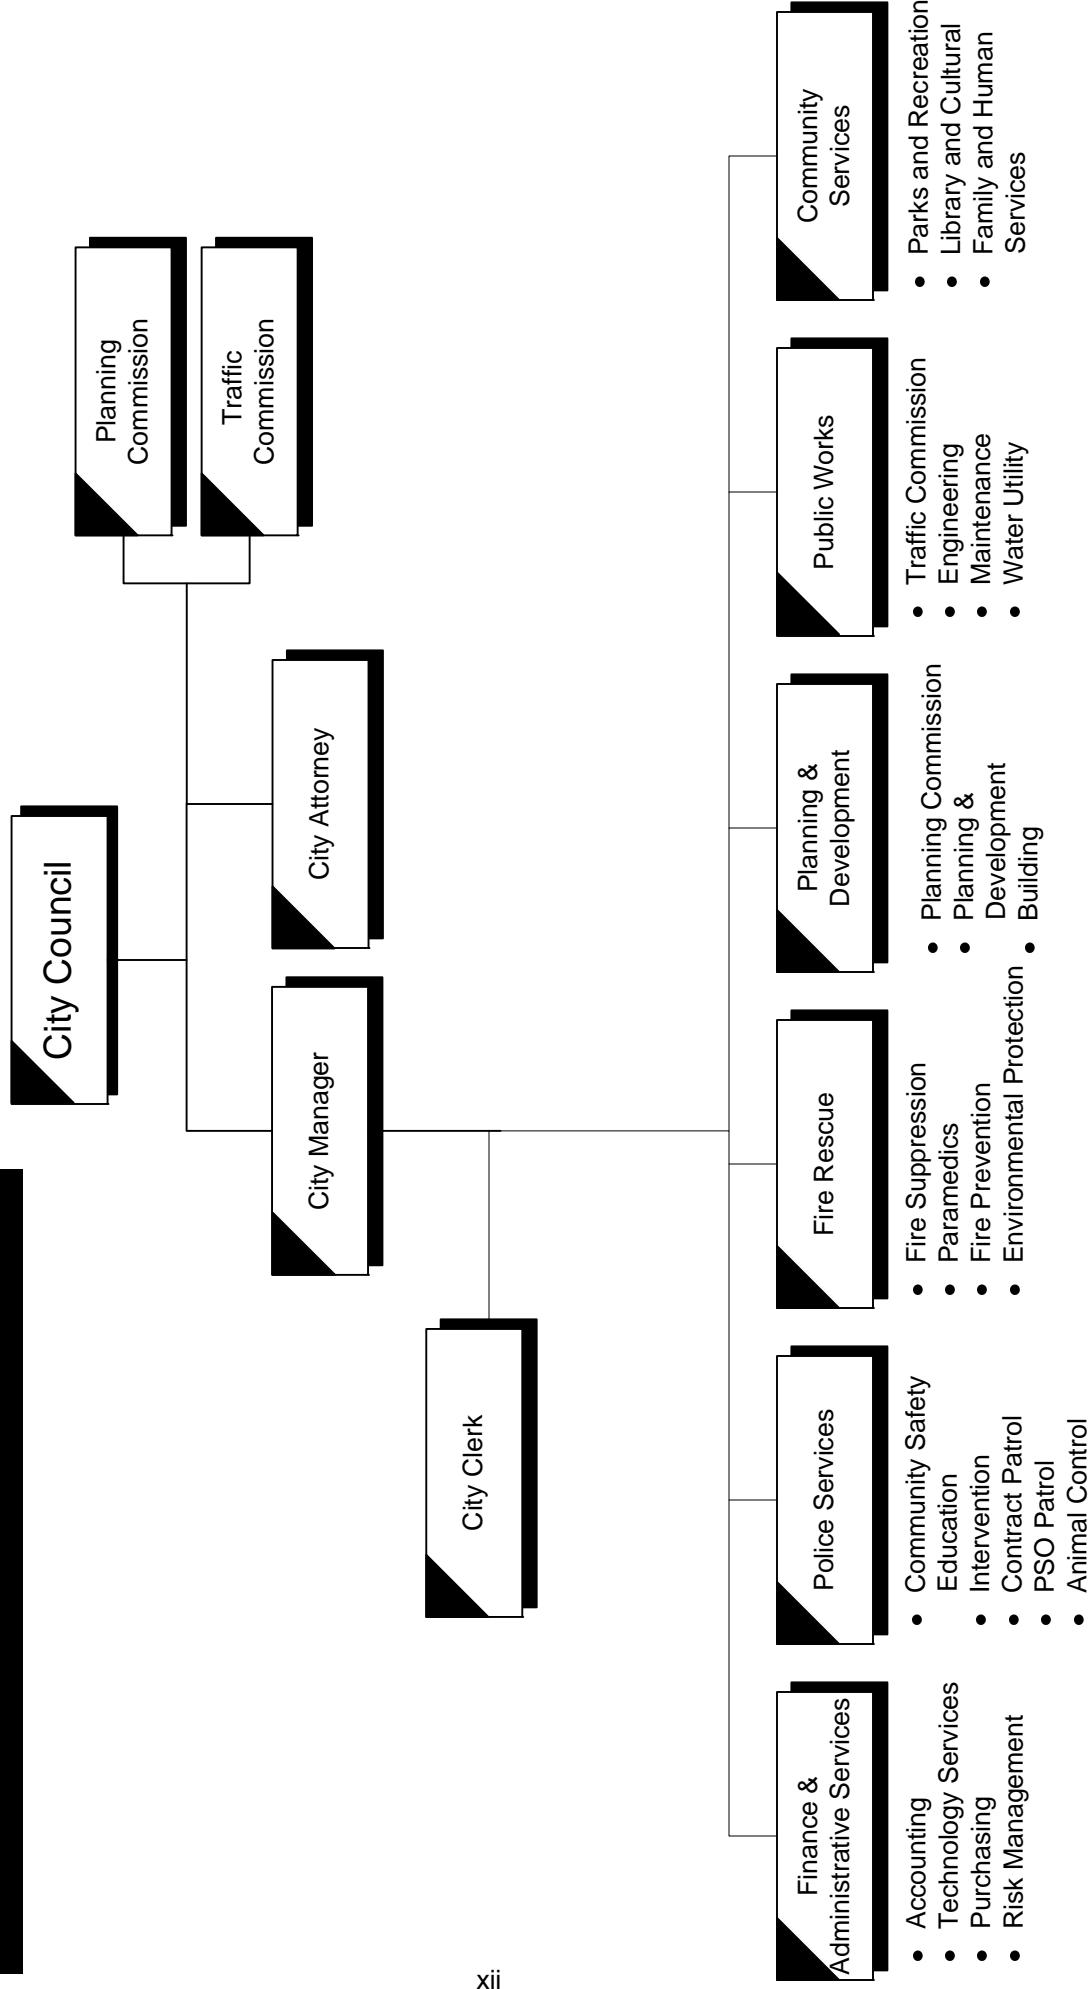 City Council
Planning
Commission
Traffic
Commission
City Manager
City Attorney
City Clerk
Finance &
Administrative Services
• Accounting
• Technology Services
• Purchasing
• Risk Management
Police Services
• Community Safety
Education
• Intervention
• Contract Patrol
• PSO Patrol
• Animal Control
Fire Rescue
• Fire Suppression
• Paramedics
• Fire Prevention
• Environmental Protection
Planning &
Development
• Planning Commission
• Planning &
Development
• Building
Public Works
• Traffic Commission
• Engineering
• Maintenance
• Water Utility
Community
Services
• Parks and Recreation
• Library and Cultural
• Family and Human
Services
xii